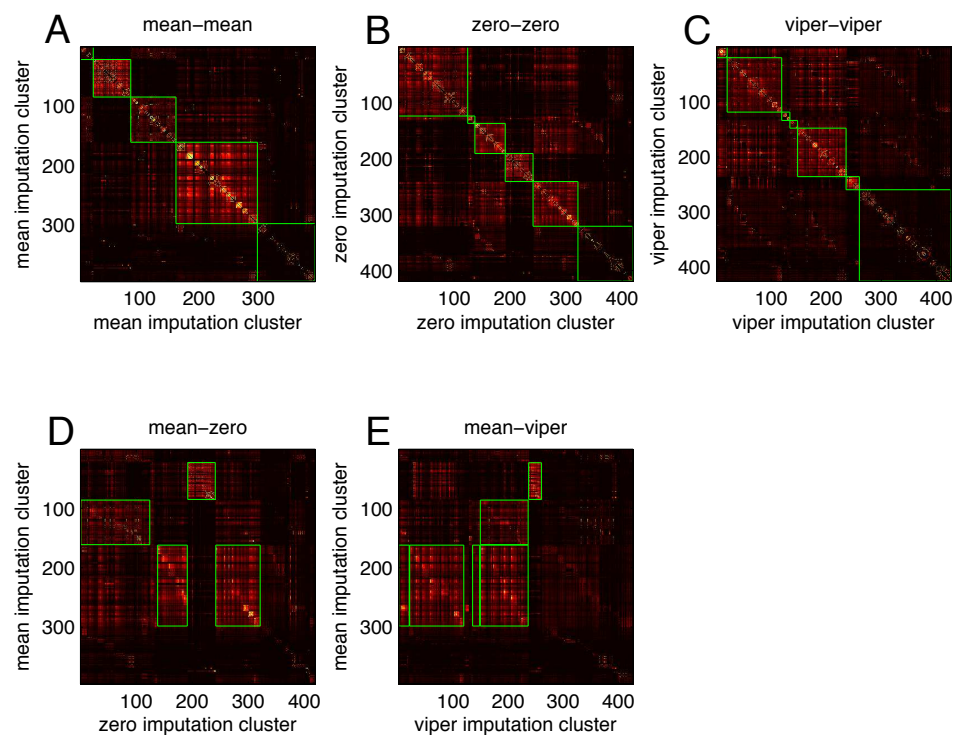 A
mean−mean
mean imputation cluster
100
200
300
100 200 300
mean imputation cluster
B
zero−zero
zero imputation cluster
100
200
300
400
100 200 300 400
zero imputation cluster
C
viper−viper
viper imputation cluster
100
200
300
400
100 200 300 400
viper imputation cluster
D
mean−zero
mean imputation cluster
100
200
300
100 200 300 400
zero imputation cluster
E
mean−viper
mean imputation cluster
100
200
300
100 200 300 400
viper imputation cluster